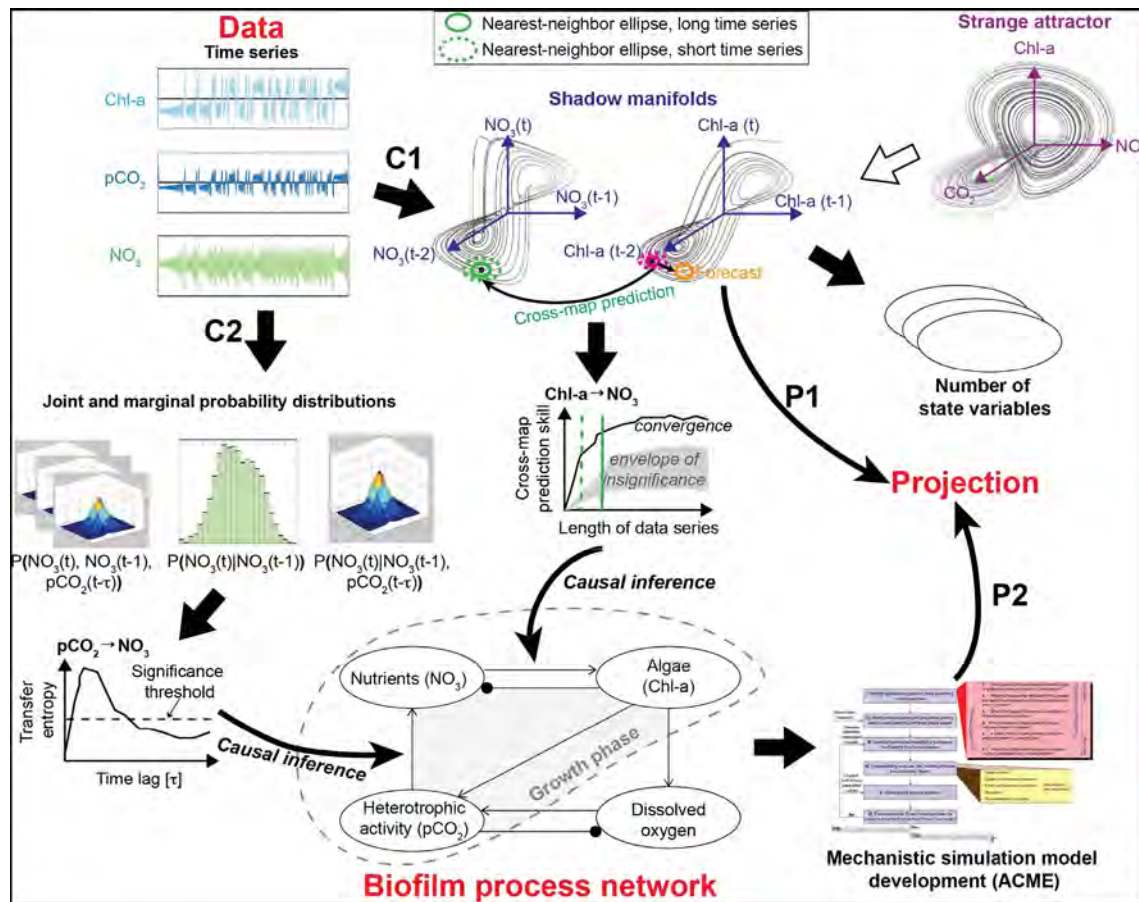 Data
Time series
Chl-a
pCO₂
NO₃
Nearest-neighbor ellipse, long time series
Nearest-neighbor ellipse, short time series
Strange attractor
Chl-a
NO
CO₂
Shadow manifolds
NO₃(t)
NO₃(t-1)
NO₃(t-2)
Chl-a (t)
Chl-a (t-1)
Chl-a (t-2)
Forecast
Cross-map prediction
C1
C2
P1
Number of
state variables
Joint and marginal probability distributions
P(NO₃(t), NO₃(t-1),
pCO₂(t-τ))
P(NO₃(t)|NO₃(t-1))
P(NO₃(t)|NO₃(t-1),
pCO₂(t-τ))
Chl-a→NO₃
Cross-map
prediction skill
convergence
envelope of
insignificance
Length of data series
Projection
P2
Causal inference
pCO₂→NO₃
Significance
threshold
Transfer
entropy
Time lag [τ]
Causal inference
Nutrients (NO₃)
Algae
(Chl-a)
Growth phase
Heterotrophic
activity (pCO₂)
Dissolved
oxygen
Biofilm process network
Mechanistic simulation model
development (ACME)